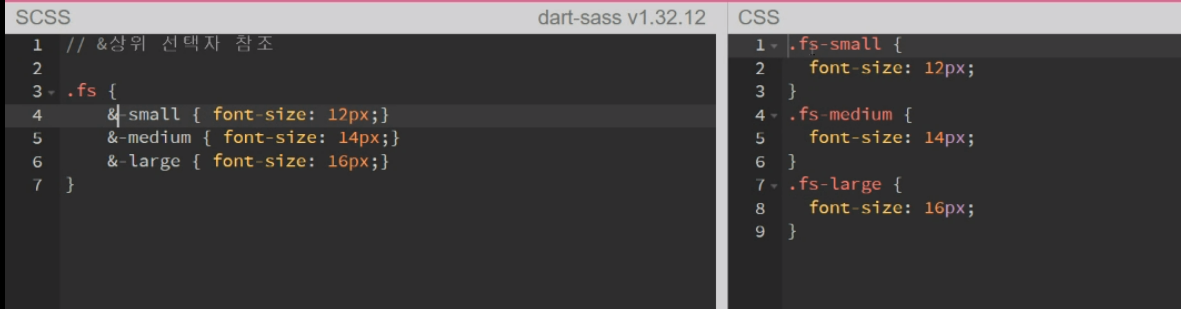 SCSS
dart-sass v1.32.12
1 // &상위 선택자 참조
2
3 .fs {
4 &-small { font-size: 12px;}
5 &-medium { font-size: 14px;}
6 &-large { font-size: 16px;}
7 }
CSS
1 .fs-small {
2 font-size: 12px;
3 }
4 .fs-medium {
5 font-size: 14px;
6 }
7 .fs-large {
8 font-size: 16px;
9 }